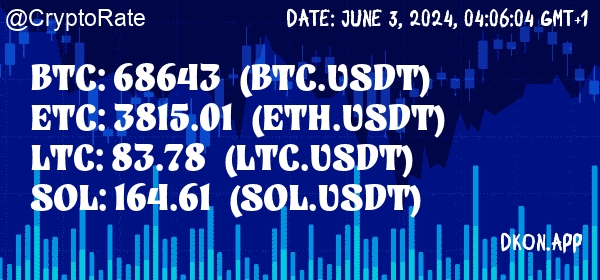 @CryptoRate
DATE: JUNE 3, 2024, 04:06:04 GMT+1
BTC: 68643 (BTC.USDT)
ETC: 3815.01 (ETH.USDT)
LTC: 83.78 (LTC.USDT)
SOL: 164.61 (SOL.USDT)
DKON.APP